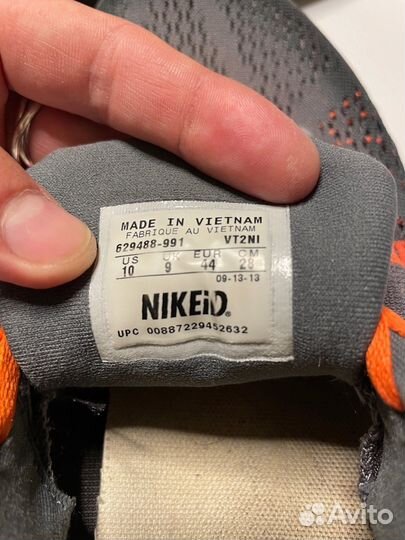 MADE IN VIETNAM
FABRIQUE AU VIETNAM
629488-991 VT2NI
US UK EUR CM
10 9 44 28
09-13-13
NIKEiD.
UPC 00887229452632
Avito